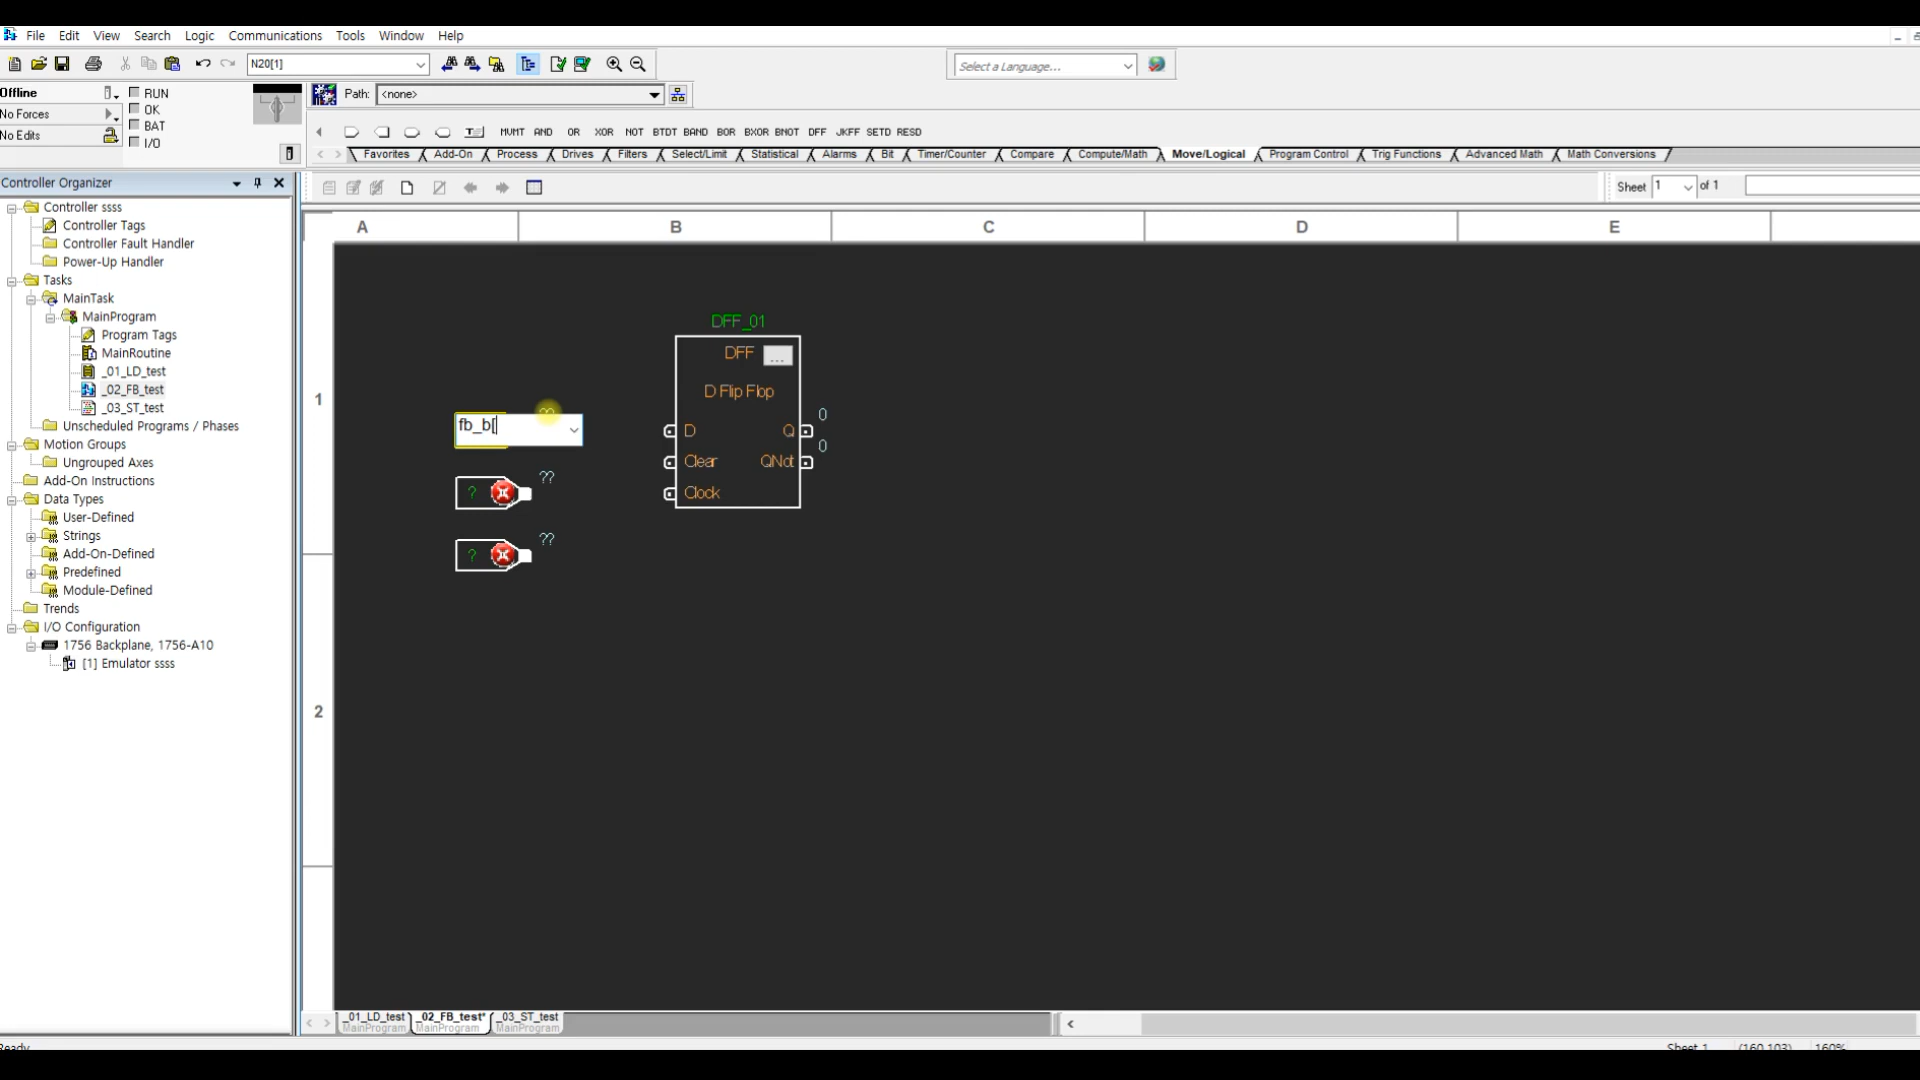 File Edit View Search Logic Communications Tools Window Help
N20[1]
Select a Language...
Offline
No Forces
No Edits
RUN
OK
BAT
I/O
Path: <none>
MVMT AND OR XOR NOT BTDT BAND BOR BXOR BNOT DFF JKFF SETD RESD
Favorites Add-On Process Drives Filters Select/Limit Statistical Alarms Bit Timer/Counter Compare Compute/Math Move/Logical Program Control Trig Functions Advanced Math Math Conversions
Controller Organizer
Controller ssss
Controller Tags
Controller Fault Handler
Power-Up Handler
Tasks
MainTask
MainProgram
Program Tags
MainRoutine
_01_LD_test
_02_FB_test
_03_ST_test
Unscheduled Programs / Phases
Motion Groups
Ungrouped Axes
Add-On Instructions
Data Types
User-Defined
Strings
Add-On-Defined
Predefined
Module-Defined
Trends
I/O Configuration
1756 Backplane, 1756-A10
[1] Emulator ssss
Sheet 1 of 1
A B C D E
1
2
DFF_01
DFF ...
D Flip Flop
D Q 0
Clear QNot 0
Clock
fb_b[
??
? ??
? ??
_01_LD_test _02_FB_test* _03_ST_test
MainProgram MainProgram MainProgram
Ready
Sheet 1 (160,103) 160%